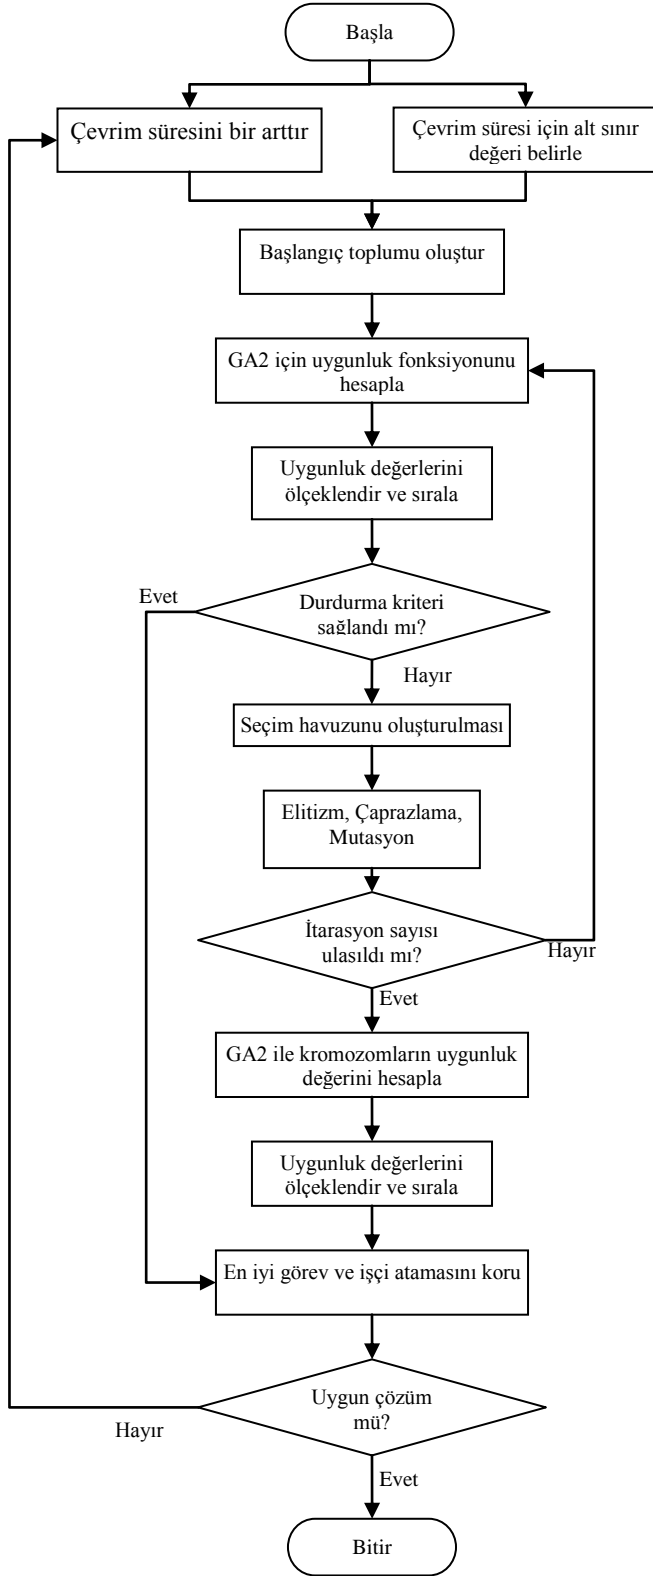 Başla
Çevrim süresini bir arttır
Çevrim süresi için alt sınır
değeri belirle
Başlangıç toplumu oluştur
GA2 için uygunluk fonksiyonunu
hesapla
Uygunluk değerlerini
ölçeklendir ve sırala
Evet
Durdurma kriteri
sağlandı mı?
Hayır
Seçim havuzunu oluşturulması
Elitizm, Çaprazlama,
Mutasyon
İtarasyon sayısı
ulasıldı mı?
Hayır
Evet
GA2 ile kromozomların uygunluk
değerini hesapla
Uygunluk değerlerini
ölçeklendir ve sırala
En iyi görev ve işçi atamasını koru
Uygun çözüm
mü?
Hayır
Evet
Bitir